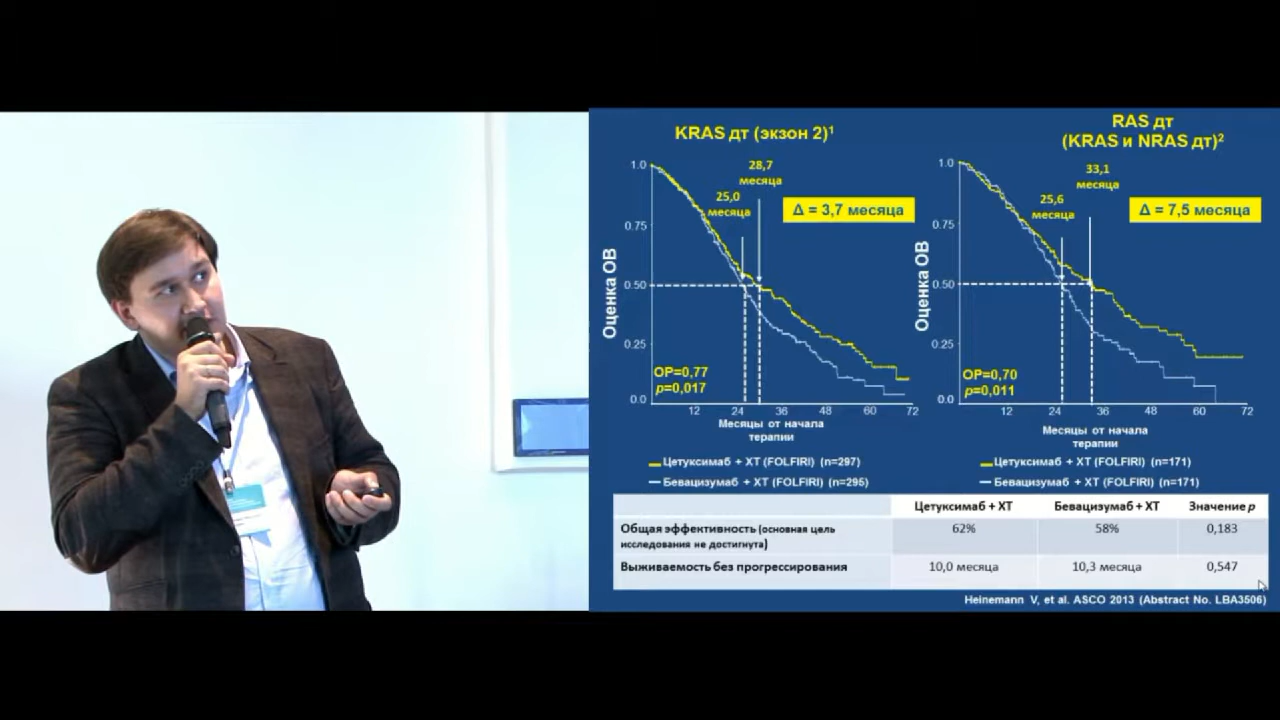 KRAS дт (экзон 2)¹
1.0
0.75
0.50
0.25
0.0
Оценка ОВ
25,0
месяца
28,7
месяца
Δ = 3,7 месяца
ОР=0,77
p=0,017
12
24
36
48
60
72
Месяцы от начала
терапии
Цетуксимаб + ХТ (FOLFIRI) (n=297)
Бевацизумаб + ХТ (FOLFIRI) (n=295)
RAS дт
(KRAS и NRAS дт)²
1.0
0.75
0.50
0.25
0.0
Оценка ОВ
25,6
месяца
33,1
месяца
Δ = 7,5 месяца
ОР=0,70
p=0,011
12
24
36
48
60
72
Месяцы от начала
терапии
Цетуксимаб + ХТ (FOLFIRI) (n=171)
Бевацизумаб + ХТ (FOLFIRI) (n=171)
Цетуксимаб + ХТ Бевацизумаб + ХТ Значение p
Общая эффективность (основная цель
исследования не достигнута) 62% 58% 0,183
Выживаемость без прогрессирования 10,0 месяца 10,3 месяца 0,547
Heinemann V, et al. ASCO 2013 (Abstract No. LBA3506)